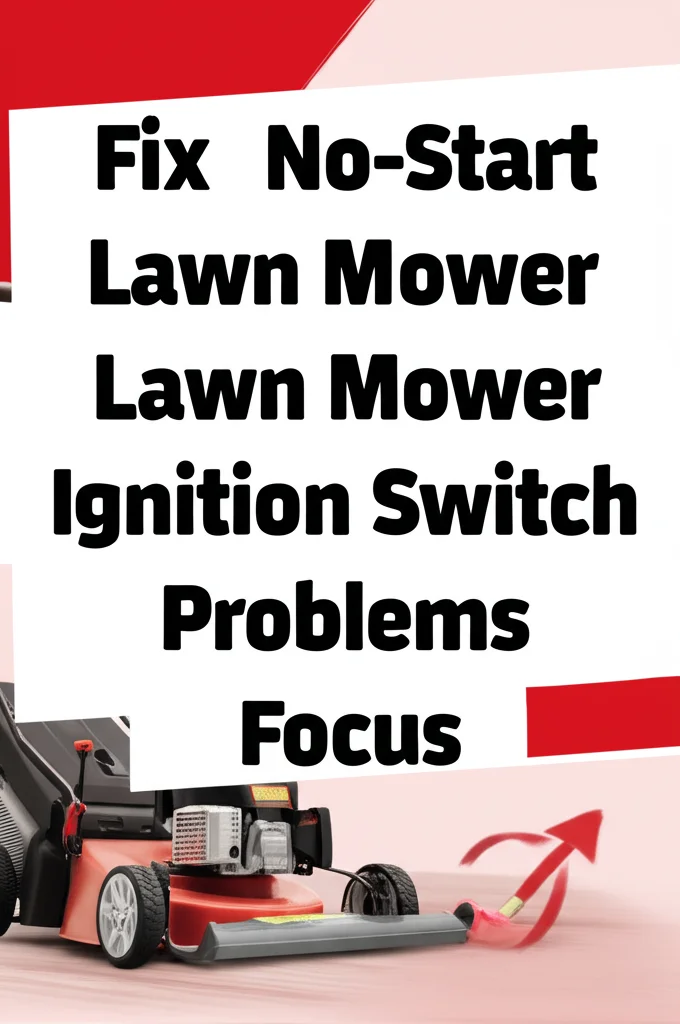 Fix No-Start
Lawn Mower
Lawn Mower
Ignition Switch
Problems
Focus